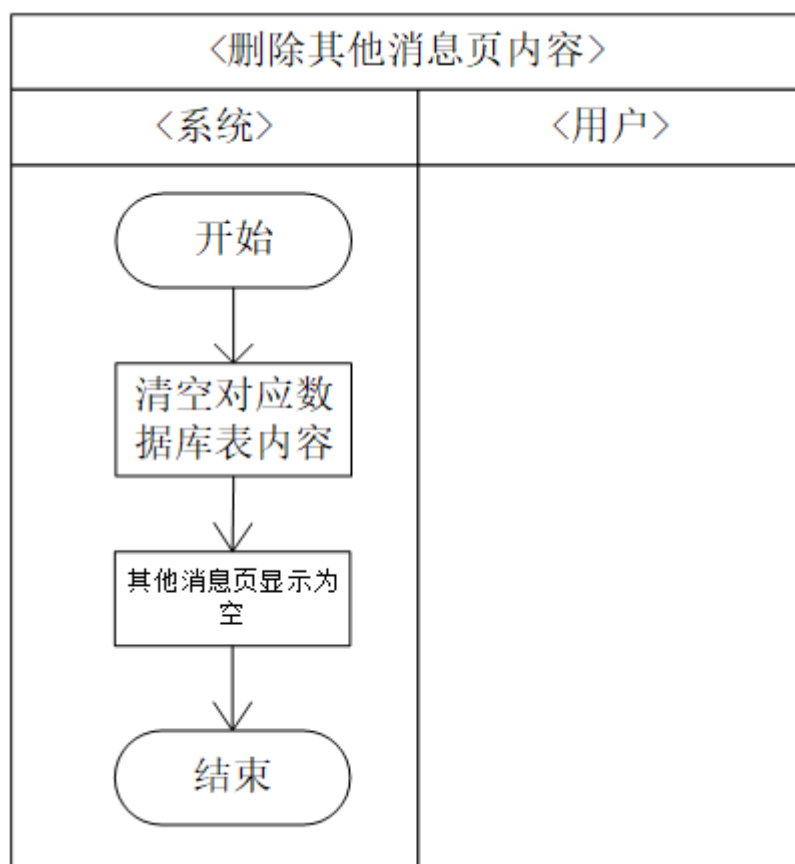 <删除其他消息页内容>
<系统>
<用户>
开始
清空对应数
据库表内容
其他消息页显示为
空
结束